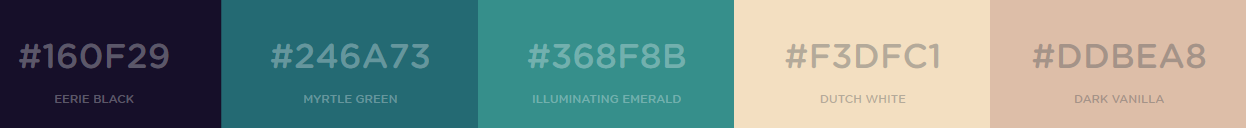 #160F29 #246A73 #368F8B #F3DFC1 #DDBEA8
EERIE BLACK MYRTLE GREEN ILLUMINATING EMERALD DUTCH WHITE DARK VANILLA